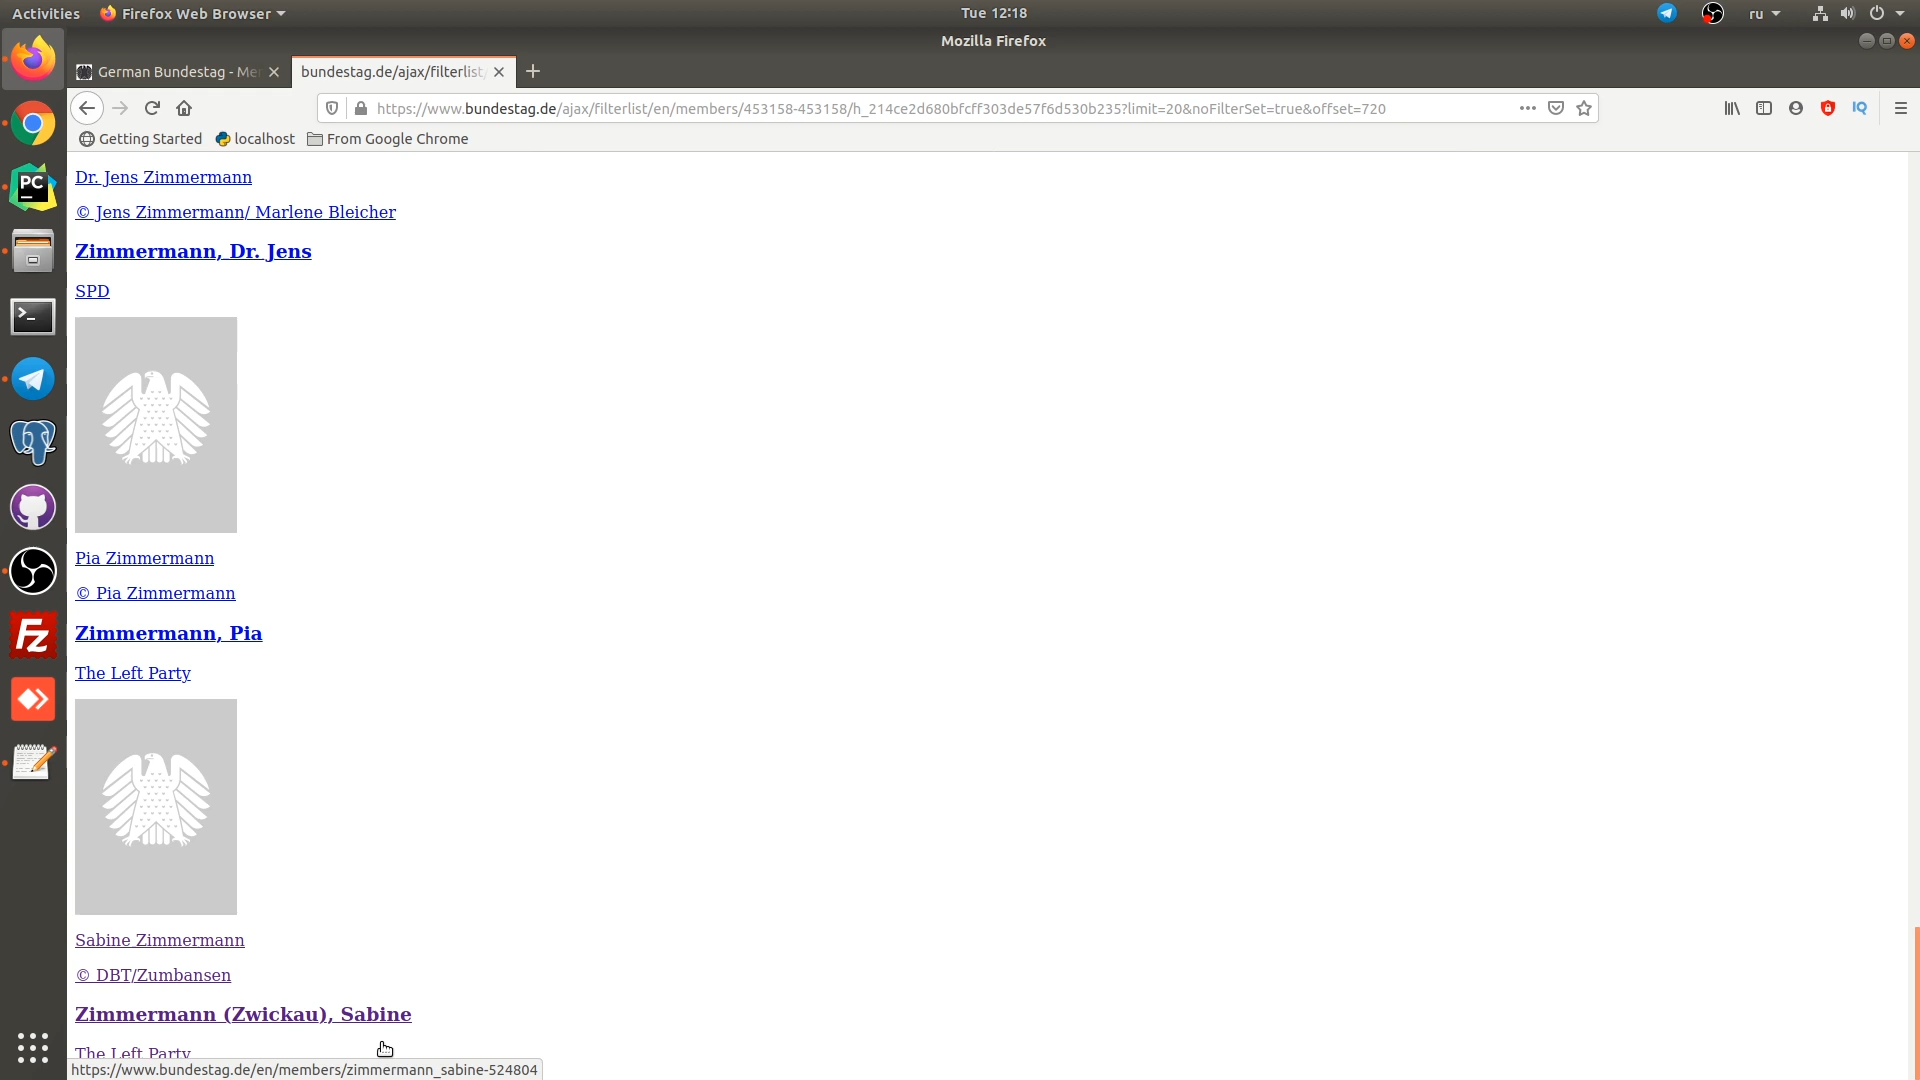 Activities Firefox Web Browser Tue 12:18 ru
Mozilla Firefox
German Bundestag - Me bundestag.de/ajax/filterlist/
https://www.bundestag.de/ajax/filterlist/en/members/453158-453158/h_214ce2d680bfcff303de57f6d530b235?limit=20&noFilterSet=true&offset=720 IQ
Getting Started localhost From Google Chrome
Dr. Jens Zimmermann
© Jens Zimmermann/ Marlene Bleicher
Zimmermann, Dr. Jens
SPD
Pia Zimmermann
© Pia Zimmermann
Zimmermann, Pia
The Left Party
Sabine Zimmermann
© DBT/Zumbansen
Zimmermann (Zwickau), Sabine
The Left Party
https://www.bundestag.de/en/members/zimmermann_sabine-524804
PC
>_
Fz